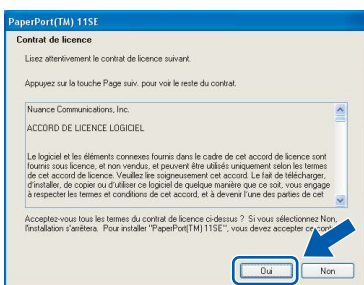 PaperPort(TM) 11SE
Contrat de licence
Lisez attentivement le contrat de licence suivant.
Appuyez sur la touche Page suiv. pour voir le reste du contrat.
Nuance Communications, Inc.
ACCORD DE LICENCE LOGICIEL
Le logiciel et les éléments connexes fournis dans le cadre de cet accord de licence sont
fournis sous licence, et non vendus, et peuvent être utilisés uniquement selon les termes
de cet accord de licence. Veuillez lire soigneusement cet accord. Le fait de télécharger,
d'installer, de copier ou d'utiliser ce logiciel de quelque manière que ce soit, vous engage
à respecter les termes et conditions de cet accord, et à devenir l'une des parties de cet
Acceptez-vous tous les termes du contrat de licence ci-dessus ? Si vous sélectionnez Non,
l'installation s'arrêtera. Pour installer "PaperPort(TM) 11SE", vous devez accepter ce
Oui
Non